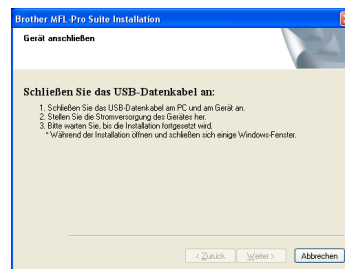 Brother MFL-Pro Suite Installation
Gerät anschließen
Schließen Sie das USB-Datenkabel an:
1. Schließen Sie das USB-Datenkabel am PC und am Gerät an.
2. Stellen Sie die Stromversorgung des Gerätes her.
3. Bitte warten Sie, bis die Installation fortgesetzt wird.
* Während der Installation öffnen und schließen sich einige Windows-Fenster.
< Zurück Weiter > Abbrechen